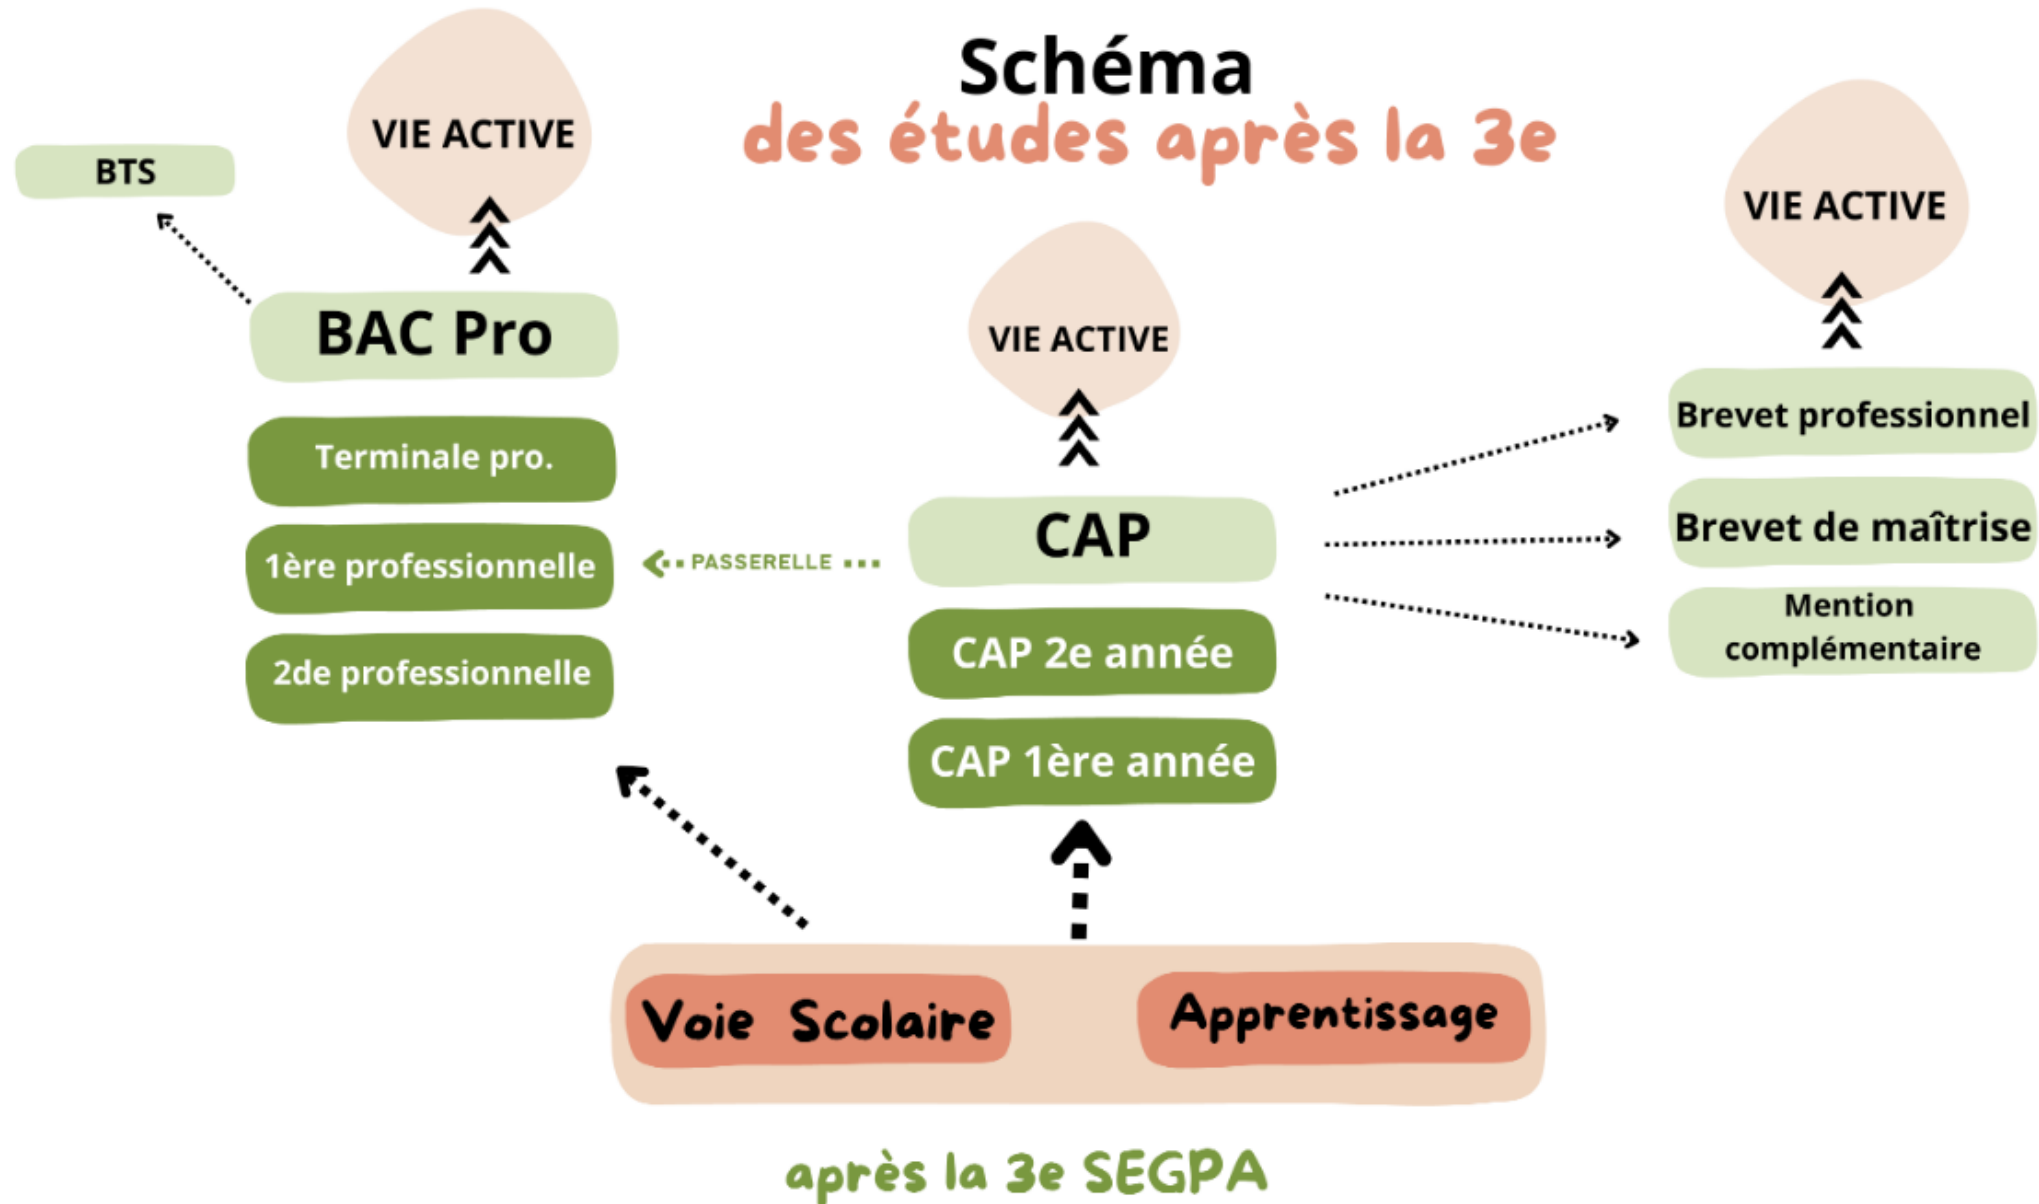 Schéma
des études après la 3e
VIE ACTIVE
BTS
BAC Pro
Terminale pro.
1ère professionnelle
2de professionnelle
PASSERELLE
VIE ACTIVE
CAP
CAP 2e année
CAP 1ère année
VIE ACTIVE
Brevet professionnel
Brevet de maîtrise
Mention
complémentaire
Voie Scolaire
Apprentissage
après la 3e SEGPA